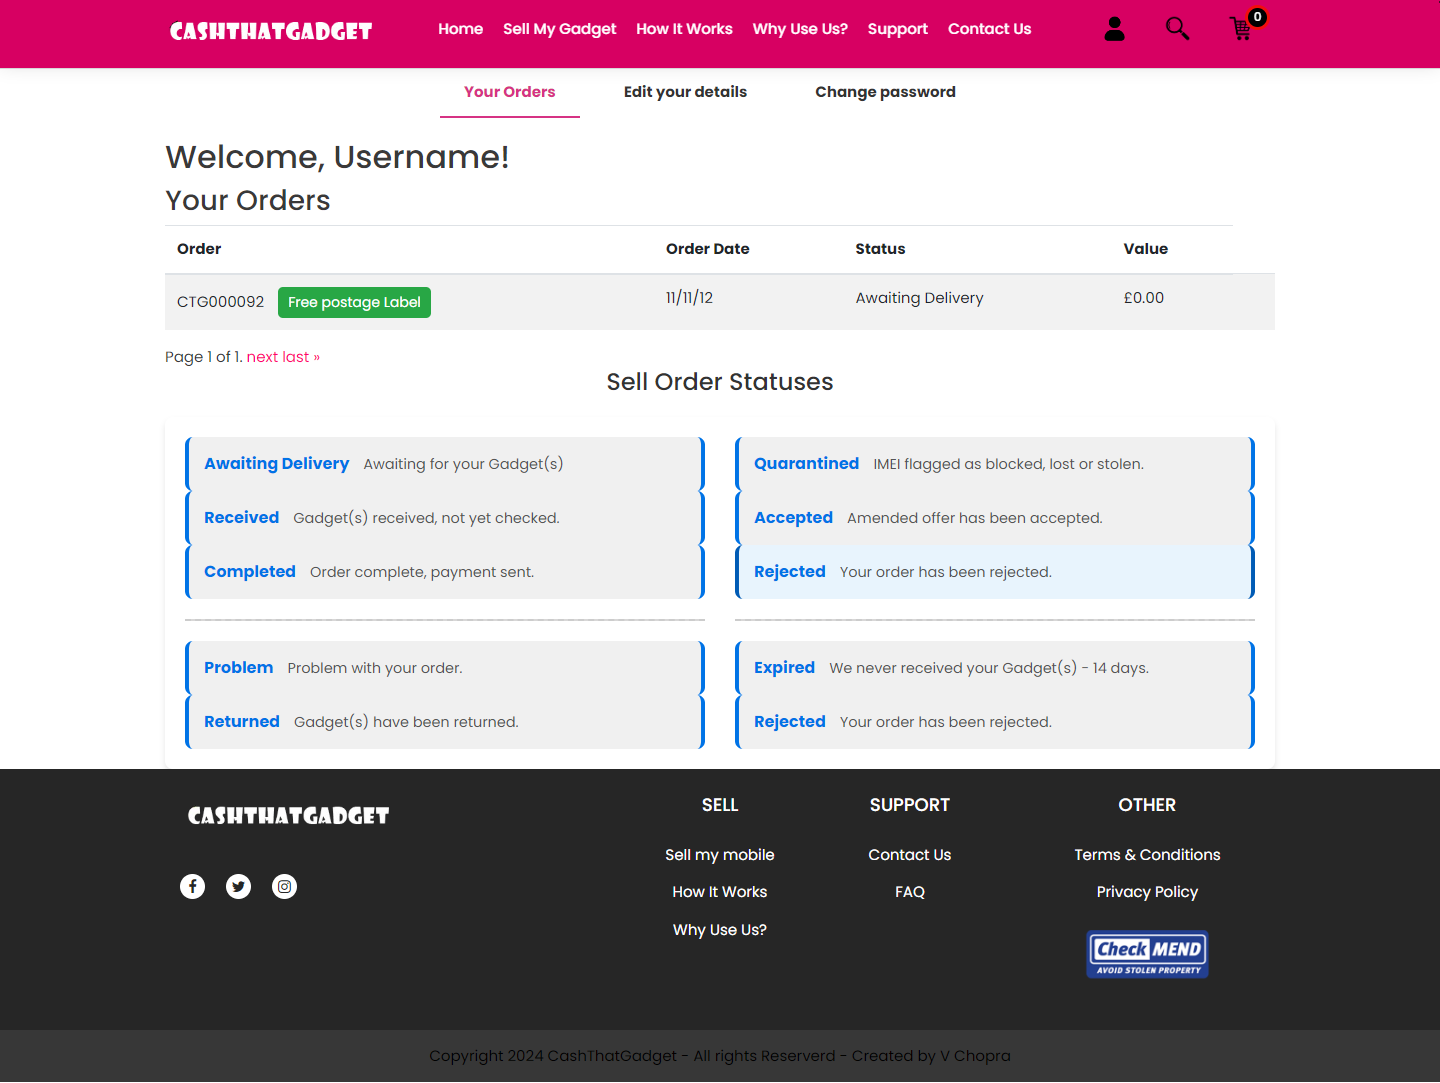 CASHTHATGADGET Home Sell My Gadget How It Works Why Use Us? Support Contact Us 0
Your Orders Edit your details Change password
Welcome, Username!
Your Orders
Order Order Date Status Value
CTG000092 Free postage Label 11/11/12 Awaiting Delivery £0.00
Page 1 of 1. next last »
Sell Order Statuses
Awaiting Delivery Awaiting for your Gadget(s)
Received Gadget(s) received, not yet checked.
Completed Order complete, payment sent.
Quarantined IMEI flagged as blocked, lost or stolen.
Accepted Amended offer has been accepted.
Rejected Your order has been rejected.
Problem Problem with your order.
Returned Gadget(s) have been returned.
Expired We never received your Gadget(s) - 14 days.
Rejected Your order has been rejected.
CASHTHATGADGET
SELL
Sell my mobile
How It Works
Why Use Us?
SUPPORT
Contact Us
FAQ
OTHER
Terms & Conditions
Privacy Policy
Check MEND
AVOID STOLEN PROPERTY
Copyright 2024 CashThatGadget - All rights Reserverd - Created by V Chopra